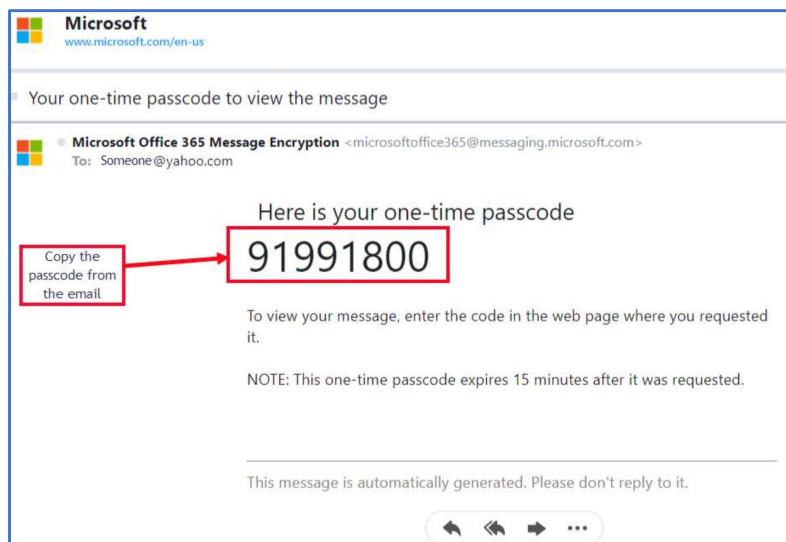 Microsoft
www.microsoft.com/en-us
Your one-time passcode to view the message
Microsoft Office 365 Message Encryption <microsoftoffice365@messaging.microsoft.com>
To: Someone@yahoo.com
Here is your one-time passcode
Copy the
passcode from
the email
91991800
To view your message, enter the code in the web page where you requested
it.
NOTE: This one-time passcode expires 15 minutes after it was requested.
This message is automatically generated. Please don't reply to it.